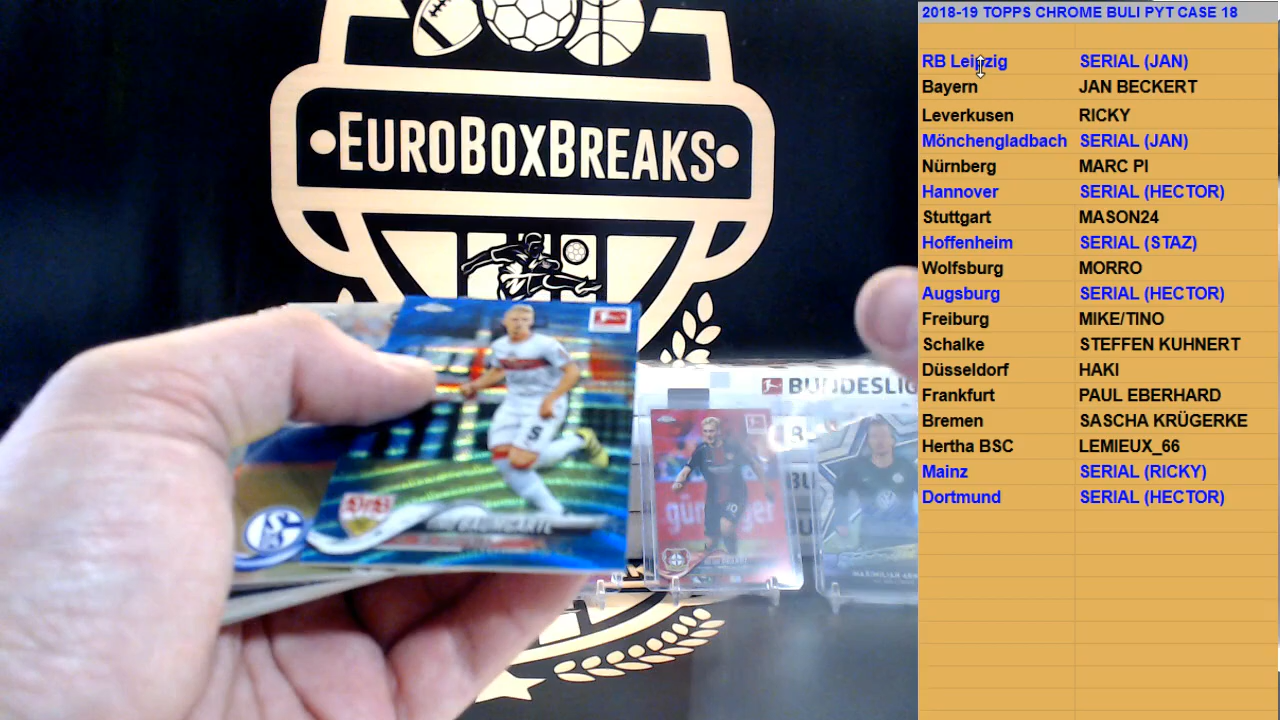 2018-19 TOPPS CHROME BULI PYT CASE 18
RB Leipzig SERIAL (JAN)
Bayern JAN BECKERT
Leverkusen RICKY
Mönchengladbach SERIAL (JAN)
Nürnberg MARC PI
Hannover SERIAL (HECTOR)
Stuttgart MASON24
Hoffenheim SERIAL (STAZ)
Wolfsburg MORRO
Augsburg SERIAL (HECTOR)
Freiburg MIKE/TINO
Schalke STEFFEN KUHNERT
Düsseldorf HAKI
Frankfurt PAUL EBERHARD
Bremen SASCHA KRÜGERKE
Hertha BSC LEMIEUX_66
Mainz SERIAL (RICKY)
Dortmund SERIAL (HECTOR)
EUROBOXBREAKS
BUNDESLIG